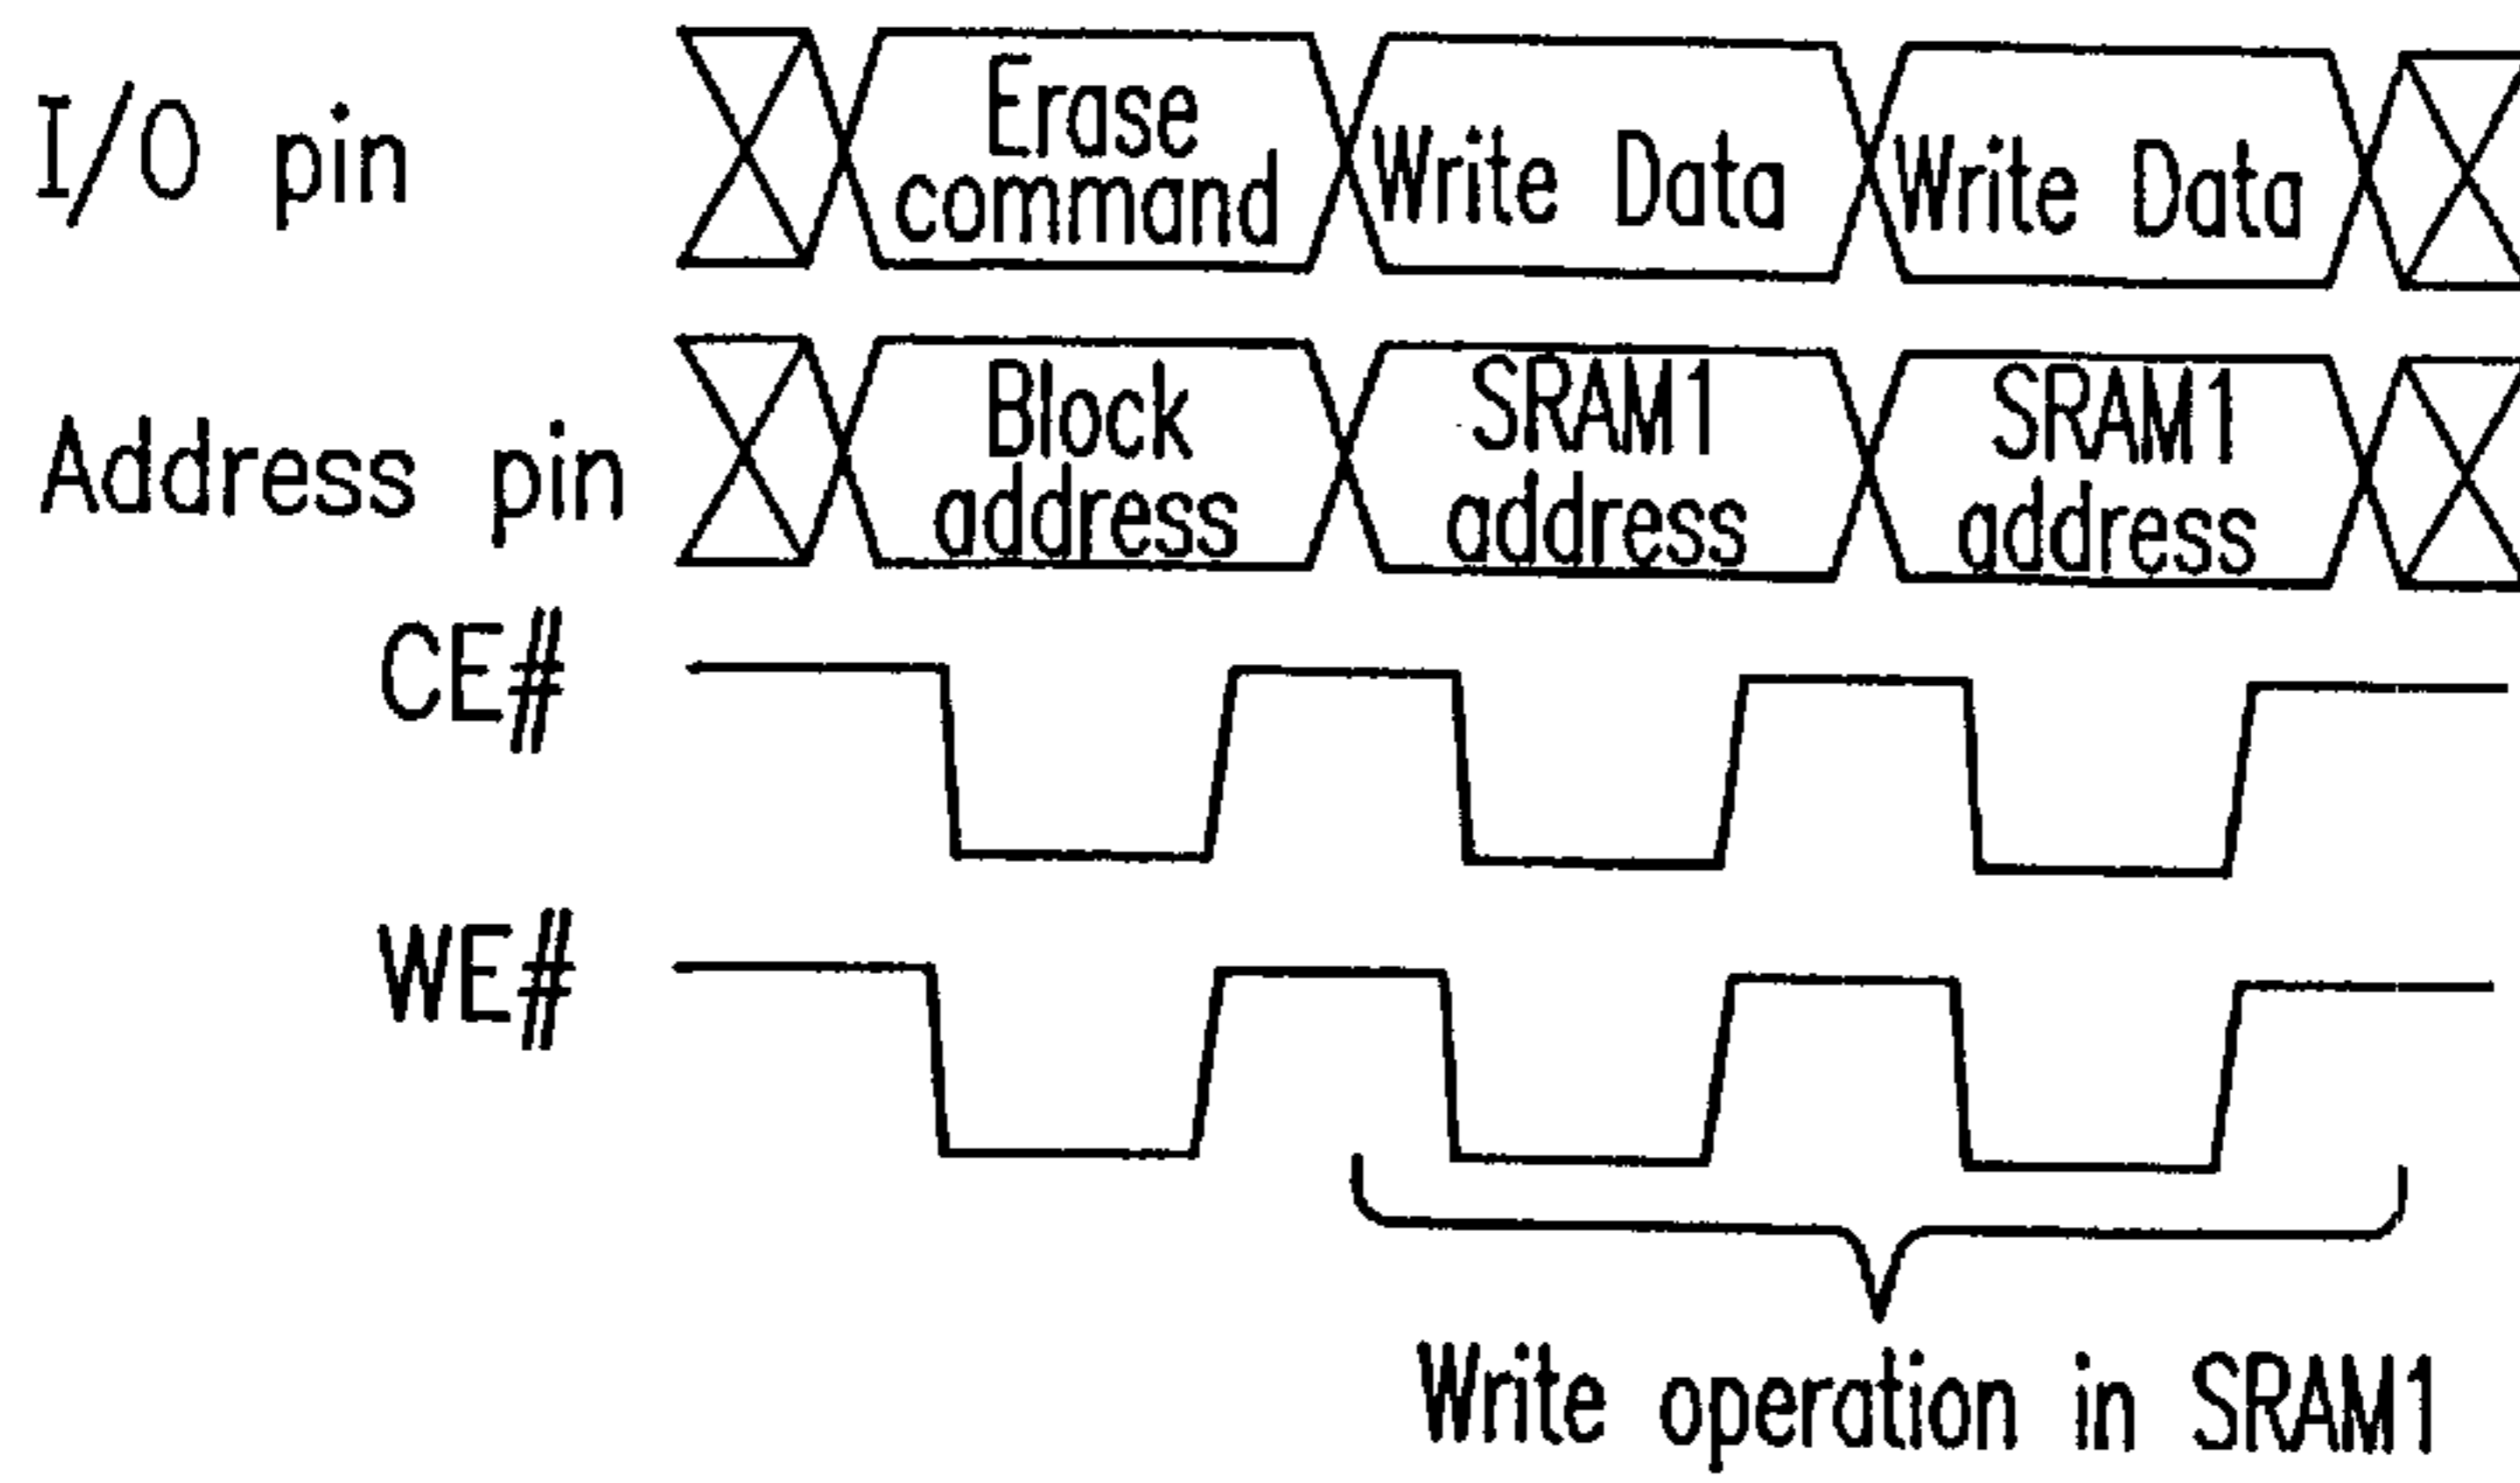 I/O pin
Erase
command
Write Data
Write Data
Address pin
Block
address
SRAM1
address
SRAM1
address
CE#
WE#
Write operation in SRAM1